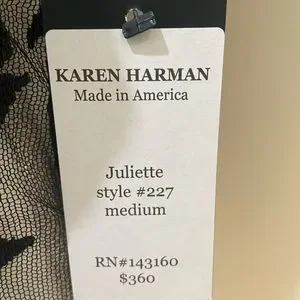 KAREN HARMAN
Made in America
Juliette
style #227
medium
RN#143160
$360